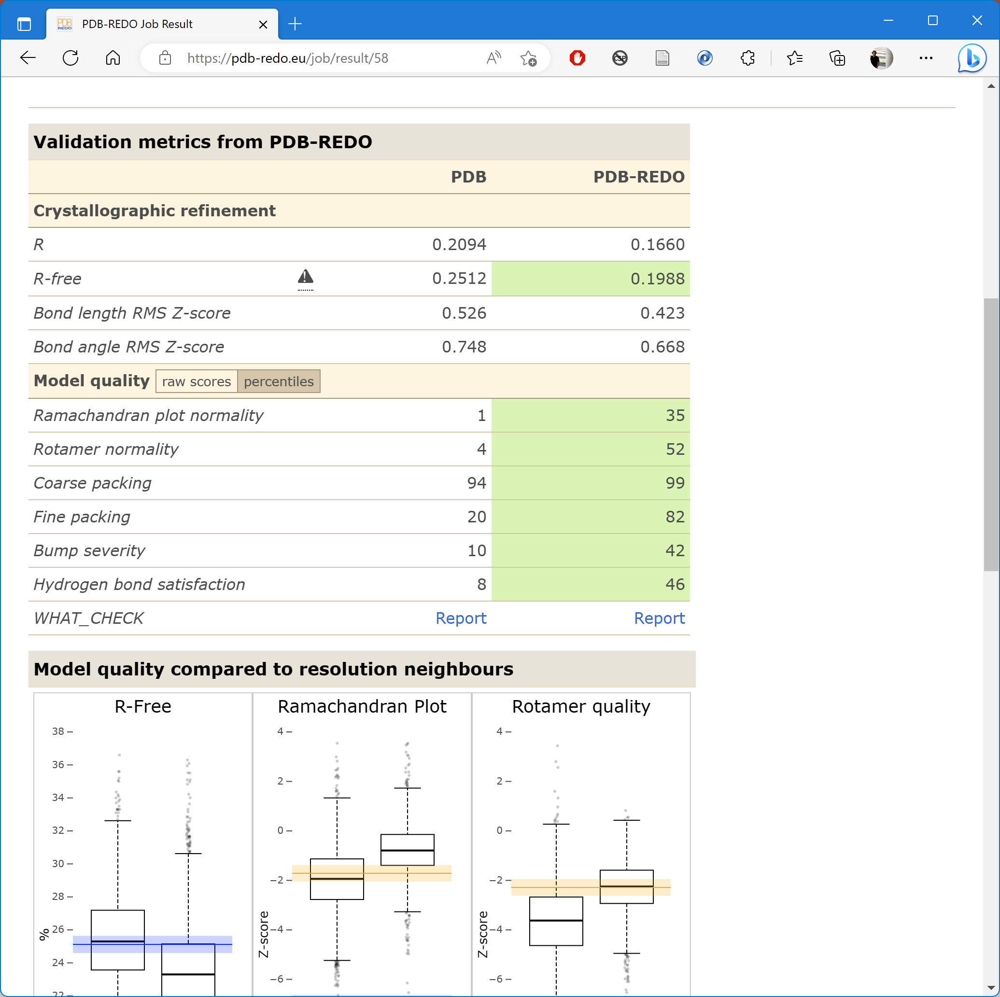 PDB REDO PDB-REDO Job Result
https://pdb-redo.eu/job/result/58
CSP
Validation metrics from PDB-REDO
PDB PDB-REDO
Crystallographic refinement
R 0.2094 0.1660
R-free 0.2512 0.1988
Bond length RMS Z-score 0.526 0.423
Bond angle RMS Z-score 0.748 0.668
Model quality raw scores percentiles
Ramachandran plot normality 1 35
Rotamer normality 4 52
Coarse packing 94 99
Fine packing 20 82
Bump severity 10 42
Hydrogen bond satisfaction 8 46
WHAT_CHECK Report Report
Model quality compared to resolution neighbours
R-Free
38
36
34
32
30
28
26
24
22
%
Ramachandran Plot
4
2
0
−2
−4
−6
Z-score
Rotamer quality
4
2
0
−2
−4
−6
Z-score